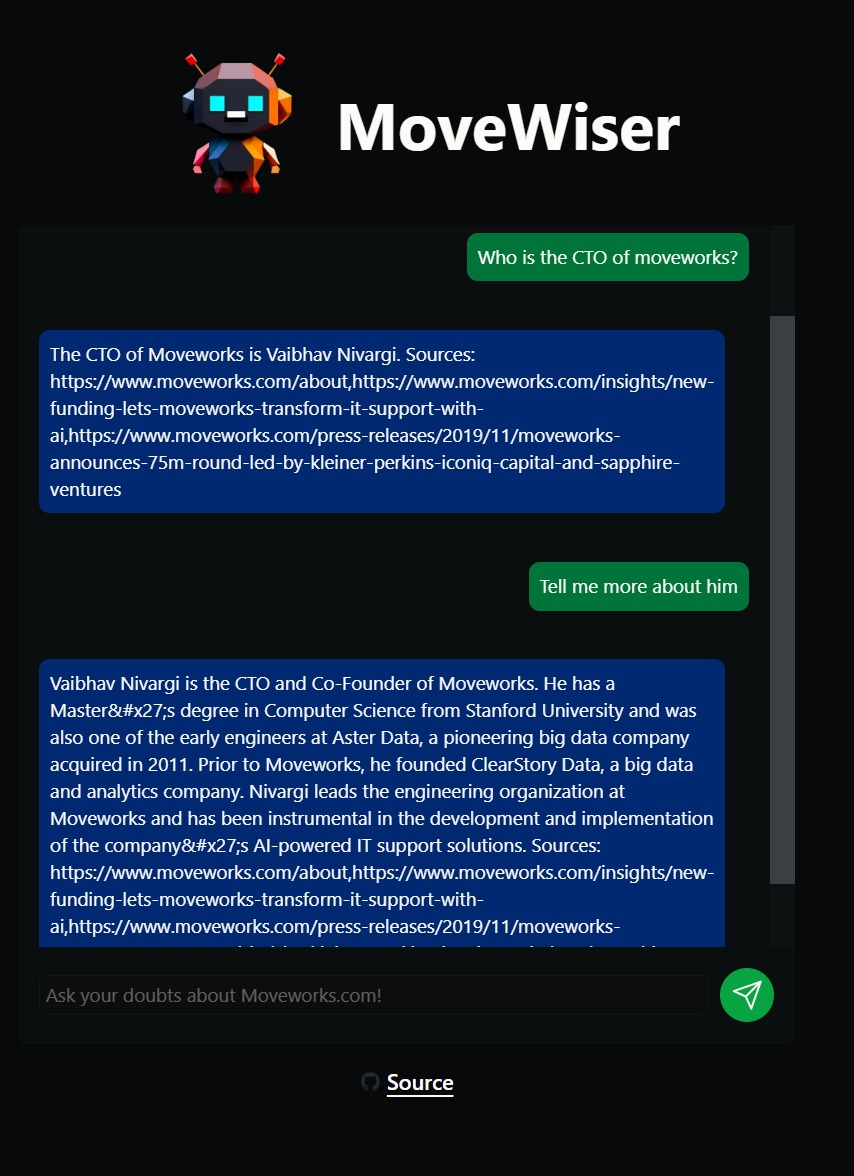 MoveWiser
Who is the CTO of moveworks?
The CTO of Moveworks is Vaibhav Nivargi. Sources:
https://www.moveworks.com/about,https://www.moveworks.com/insights/new-
funding-lets-moveworks-transform-it-support-with-
ai,https://www.moveworks.com/press-releases/2019/11/moveworks-
announces-75m-round-led-by-kleiner-perkins-iconiq-capital-and-sapphire-
ventures
Tell me more about him
Vaibhav Nivargi is the CTO and Co-Founder of Moveworks. He has a
Master&#x27;s degree in Computer Science from Stanford University and was
also one of the early engineers at Aster Data, a pioneering big data company
acquired in 2011. Prior to Moveworks, he founded ClearStory Data, a big data
and analytics company. Nivargi leads the engineering organization at
Moveworks and has been instrumental in the development and implementation
of the company&#x27;s AI-powered IT support solutions. Sources:
https://www.moveworks.com/about,https://www.moveworks.com/insights/new-
funding-lets-moveworks-transform-it-support-with-
ai,https://www.moveworks.com/press-releases/2019/11/moveworks-
Ask your doubts about Moveworks.com!
Source